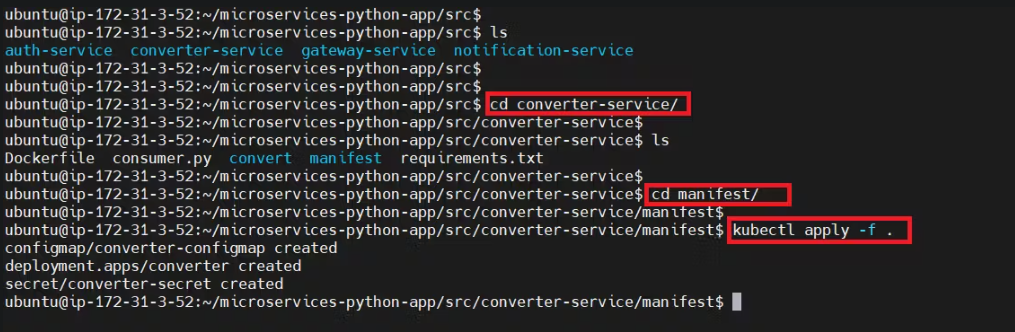 ubuntu@ip-172-31-3-52:~/microservices-python-app/src$
ubuntu@ip-172-31-3-52:~/microservices-python-app/src$ ls
auth-service  converter-service  gateway-service  notification-service
ubuntu@ip-172-31-3-52:~/microservices-python-app/src$
ubuntu@ip-172-31-3-52:~/microservices-python-app/src$
ubuntu@ip-172-31-3-52:~/microservices-python-app/src$ cd converter-service/
ubuntu@ip-172-31-3-52:~/microservices-python-app/src/converter-service$
ubuntu@ip-172-31-3-52:~/microservices-python-app/src/converter-service$ ls
Dockerfile  consumer.py  convert  manifest  requirements.txt
ubuntu@ip-172-31-3-52:~/microservices-python-app/src/converter-service$
ubuntu@ip-172-31-3-52:~/microservices-python-app/src/converter-service$ cd manifest/
ubuntu@ip-172-31-3-52:~/microservices-python-app/src/converter-service/manifest$
ubuntu@ip-172-31-3-52:~/microservices-python-app/src/converter-service/manifest$ kubectl apply -f .
configmap/converter-configmap created
deployment.apps/converter created
secret/converter-secret created
ubuntu@ip-172-31-3-52:~/microservices-python-app/src/converter-service/manifest$